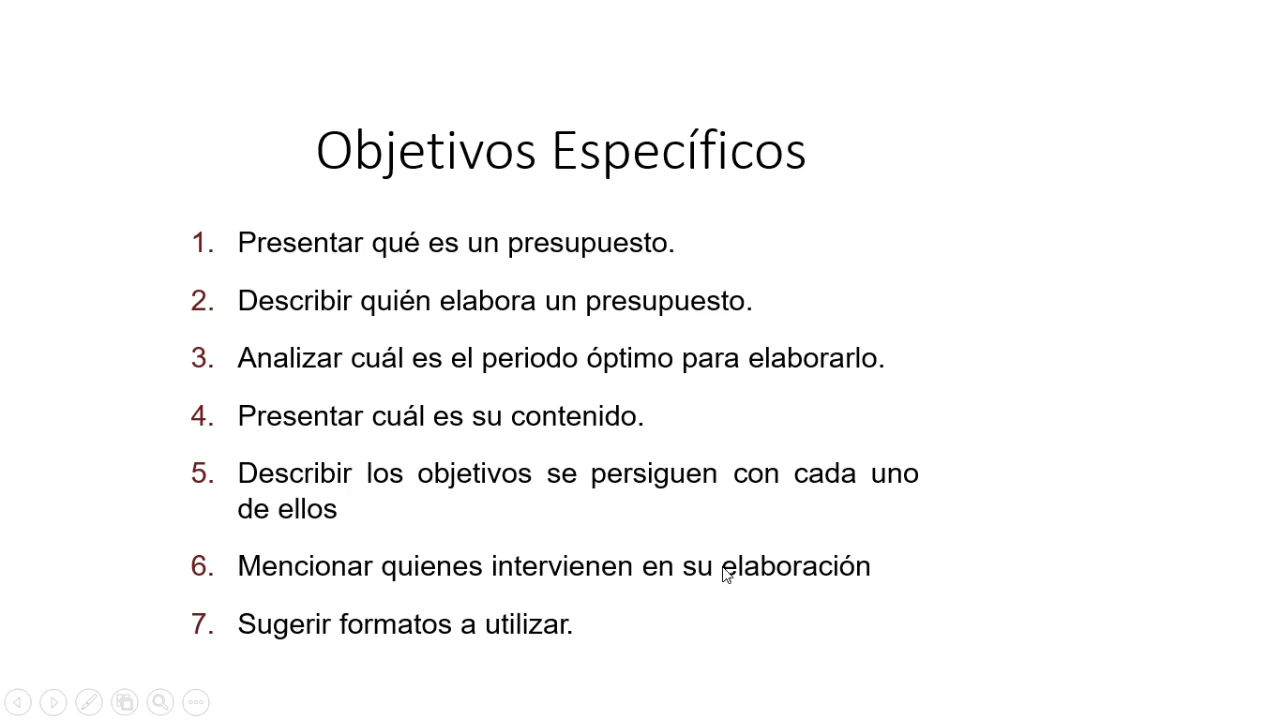 Objetivos Específicos
1. Presentar qué es un presupuesto.
2. Describir quién elabora un presupuesto.
3. Analizar cuál es el periodo óptimo para elaborarlo.
4. Presentar cuál es su contenido.
5. Describir los objetivos se persiguen con cada uno
de ellos
6. Mencionar quienes intervienen en su elaboración
7. Sugerir formatos a utilizar.